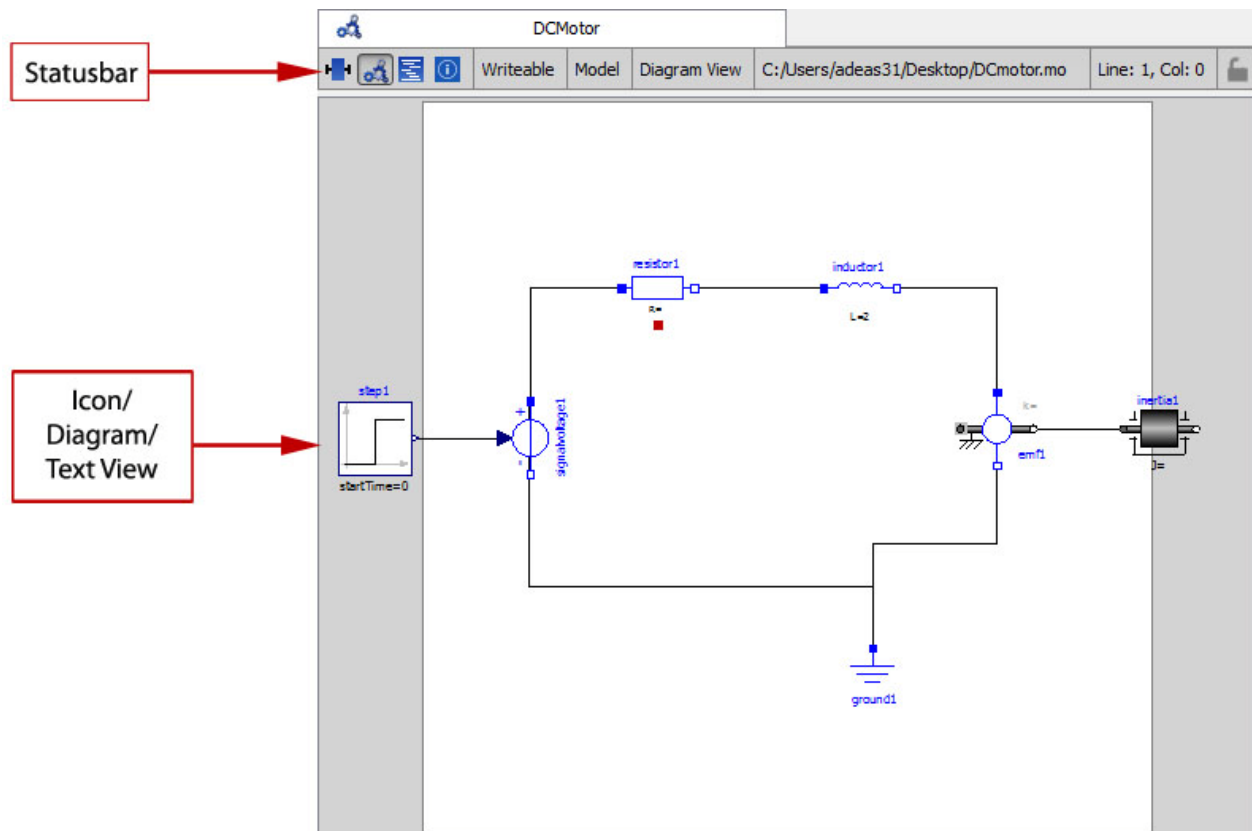 DCMotor
Statusbar
Writeable
Model
Diagram View
C:/Users/adeas31/Desktop/DCmotor.mo
Line: 1, Col: 0
resistor1
R=
inductor1
L=2
Icon/
Diagram/
Text View
step1
startTime=0
+
-
signalvoltage1
k=
emf1
inertia1
J=
ground1